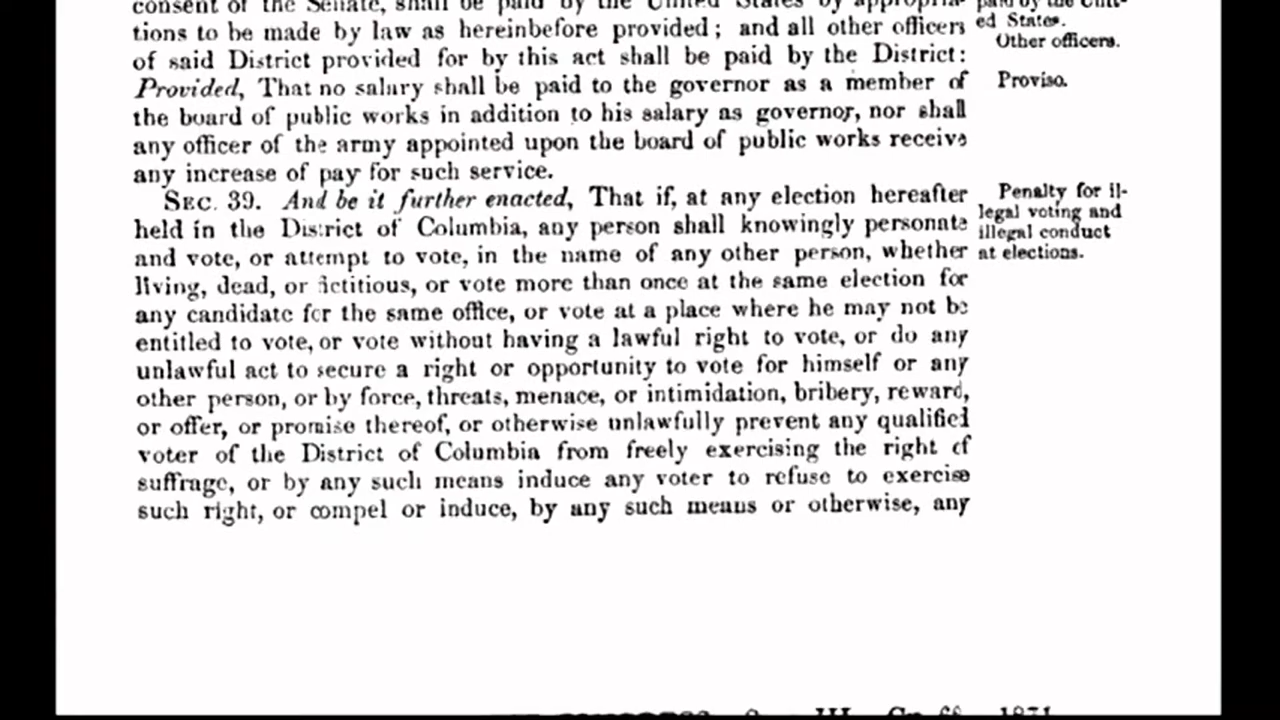 consent of the Senate, shall be paid by the United States by appropria-
tions to be made by law as hereinbefore provided; and all other officers
of said District provided for by this act shall be paid by the District:
Provided, That no salary shall be paid to the governor as a member of
the board of public works in addition to his salary as governor, nor shall
any officer of the army appointed upon the board of public works receive
any increase of pay for such service.
SEC. 39. And be it further enacted, That if, at any election hereafter
held in the District of Columbia, any person shall knowingly personate
and vote, or attempt to vote, in the name of any other person, whether
living, dead, or fictitious, or vote more than once at the same election for
any candidate for the same office, or vote at a place where he may not be
entitled to vote, or vote without having a lawful right to vote, or do any
unlawful act to secure a right or opportunity to vote for himself or any
other person, or by force, threats, menace, or intimidation, bribery, reward,
or offer, or promise thereof, or otherwise unlawfully prevent any qualified
voter of the District of Columbia from freely exercising the right of
suffrage, or by any such means induce any voter to refuse to exercise
such right, or compel or induce, by any such means or otherwise, any
paid by the Unit-
ed States.
Other officers.
Proviso.
Penalty for il-
legal voting and
illegal conduct
at elections.
III. 1871